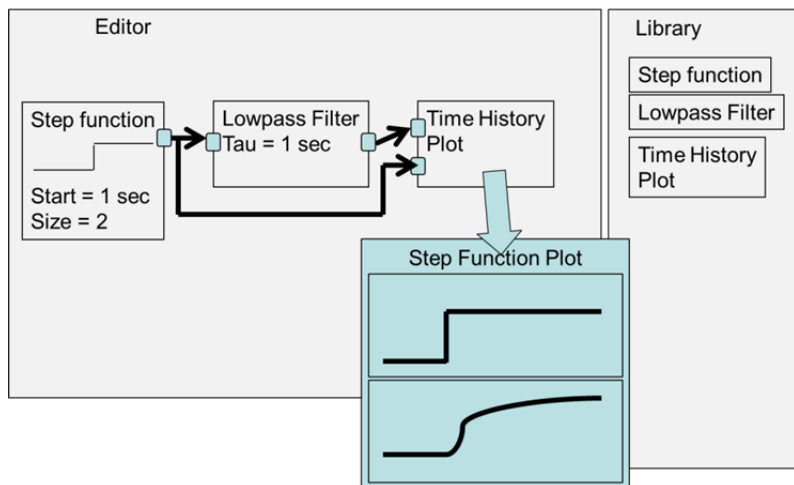 Editor
Step function
Start = 1 sec
Size = 2
Lowpass Filter
Tau = 1 sec
Time History
Plot
Step Function Plot
Library
Step function
Lowpass Filter
Time History
Plot